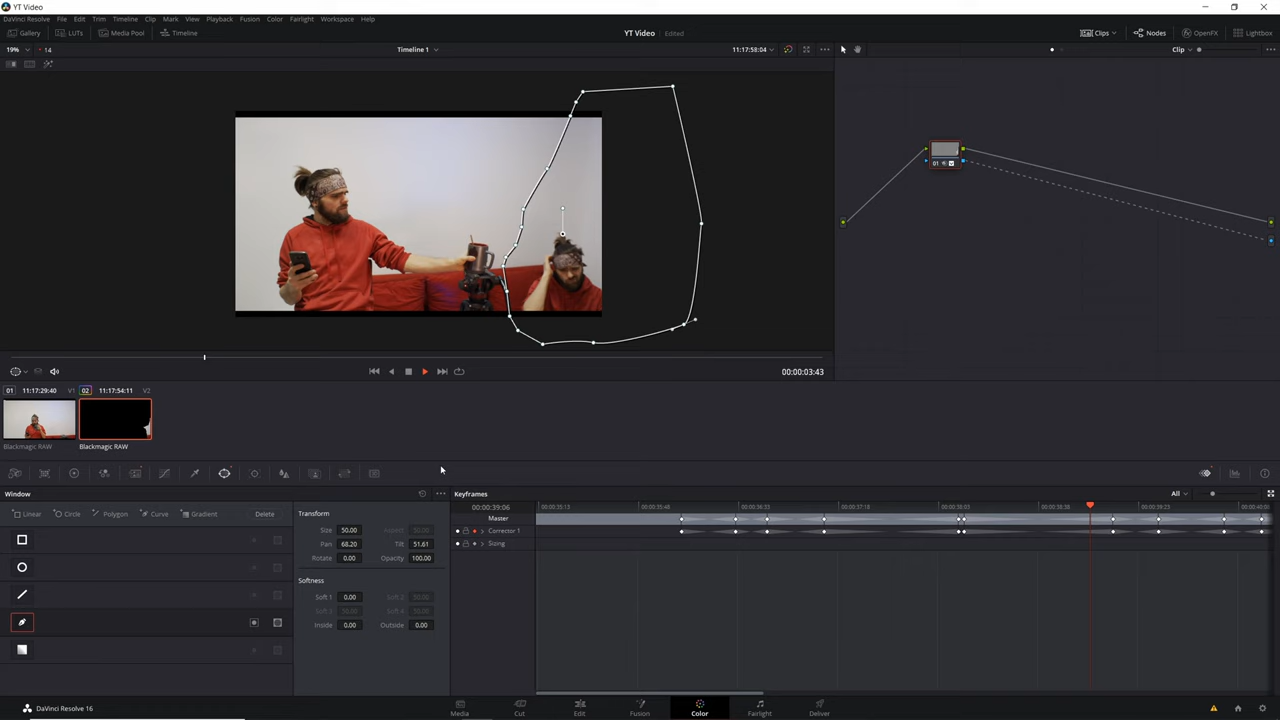 YT Video
DaVinci Resolve File Edit Trim Timeline Clip Mark View Playback Fusion Color Fairlight Workspace Help
Gallery LUTs Media Pool Timeline YT Video Edited Clips Nodes OpenFX Lightbox
19% 14 Timeline 1 11:17:58:04 Clip
01
00:00:03:43
01 11:17:29:40 V1 02 11:17:54:11 V2
Blackmagic RAW Blackmagic RAW
Window Keyframes All
Linear Circle Polygon Curve Gradient Delete
Transform
Size 50.00 Aspect 50.00
Pan 68.20 Tilt 51.61
Rotate 0.00 Opacity 100.00
Softness
Soft 1 0.00 Soft 2 50.00
Soft 3 50.00 Soft 4 50.00
Inside 0.00 Outside 0.00
00:00:39:06 00:00:35:13 00:00:35:48 00:00:36:33 00:00:37:18 00:00:38:03 00:00:38:38 00:00:39:23 00:00:40:0
Master
Corrector 1
Sizing
DaVinci Resolve 16 Media Cut Edit Fusion Color Fairlight Deliver